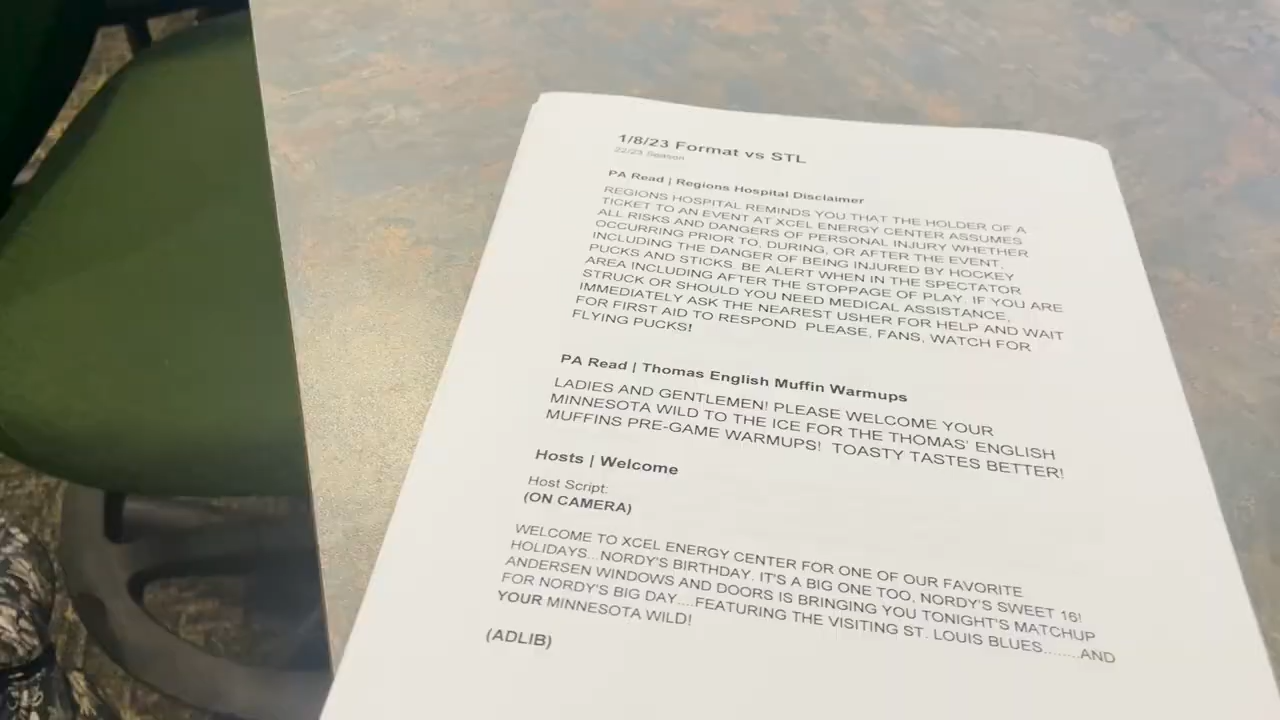 1/8/23 Format vs STL
22/23 Season
PA Read | Regions Hospital Disclaimer
REGIONS HOSPITAL REMINDS YOU THAT THE HOLDER OF A
TICKET TO AN EVENT AT XCEL ENERGY CENTER ASSUMES
ALL RISKS AND DANGERS OF PERSONAL INJURY WHETHER
OCCURRING PRIOR TO, DURING, OR AFTER THE EVENT,
INCLUDING THE DANGER OF BEING INJURED BY HOCKEY
PUCKS AND STICKS. BE ALERT WHEN IN THE SPECTATOR
AREA INCLUDING AFTER THE STOPPAGE OF PLAY. IF YOU ARE
STRUCK OR SHOULD YOU NEED MEDICAL ASSISTANCE,
IMMEDIATELY ASK THE NEAREST USHER FOR HELP AND WAIT
FOR FIRST AID TO RESPOND. PLEASE, FANS, WATCH FOR
FLYING PUCKS!
PA Read | Thomas English Muffin Warmups
LADIES AND GENTLEMEN! PLEASE WELCOME YOUR
MINNESOTA WILD TO THE ICE FOR THE THOMAS' ENGLISH
MUFFINS PRE-GAME WARMUPS! TOASTY TASTES BETTER!
Hosts | Welcome
Host Script:
(ON CAMERA)
WELCOME TO XCEL ENERGY CENTER FOR ONE OF OUR FAVORITE
HOLIDAYS...NORDY'S BIRTHDAY. IT'S A BIG ONE TOO, NORDY'S SWEET 16!
ANDERSEN WINDOWS AND DOORS IS BRINGING YOU TONIGHT'S MATCHUP
FOR NORDY'S BIG DAY....FEATURING THE VISITING ST. LOUIS BLUES........AND
YOUR MINNESOTA WILD!
(ADLIB)